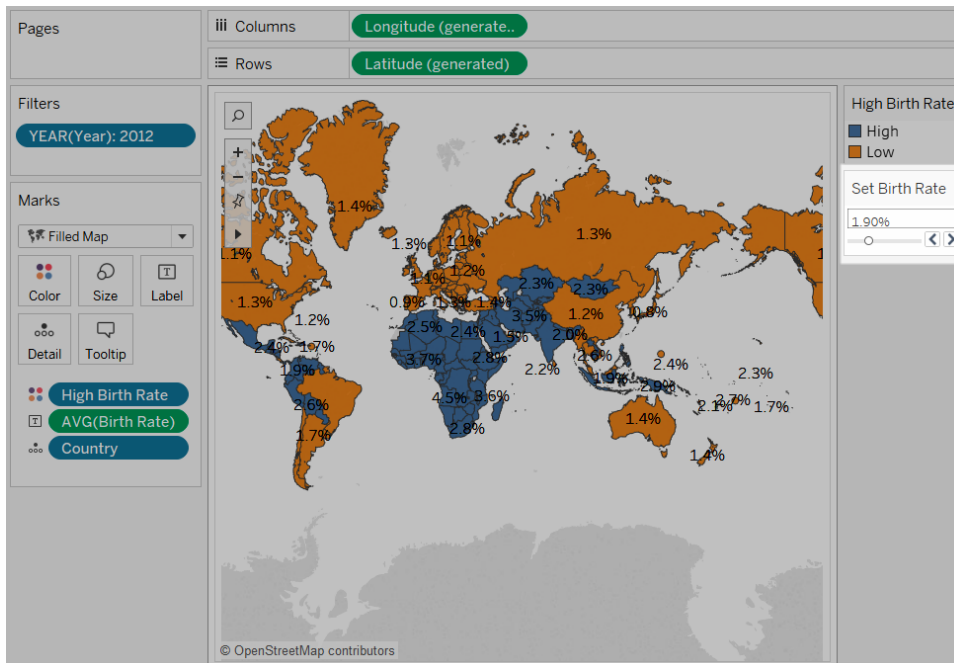 Pages
Columns
Longitude (generate..
Rows
Latitude (generated)
Filters
YEAR(Year): 2012
Marks
Filled Map
Color
Size
Label
Detail
Tooltip
High Birth Rate
AVG(Birth Rate)
Country
High Birth Rate
High
Low
Set Birth Rate
1.90%
1.4%
1.3%
1.1%
1.3%
1.1%
1.2%
1.1%
2.3%
2.3%
1.3%
0.9%
1.3%
1.4%
1.2%
0.8%
1.2%
3.5%
2.5%
2.4%
1.5%
2.0%
2.4%
1.7%
3.7%
2.8%
2.6%
2.4%
1.9%
2.2%
1.9%
2.9%
2.3%
2.6%
4.5%
3.6%
2.1%
2.7%
1.7%
1.7%
2.8%
1.4%
1.4%
© OpenStreetMap contributors